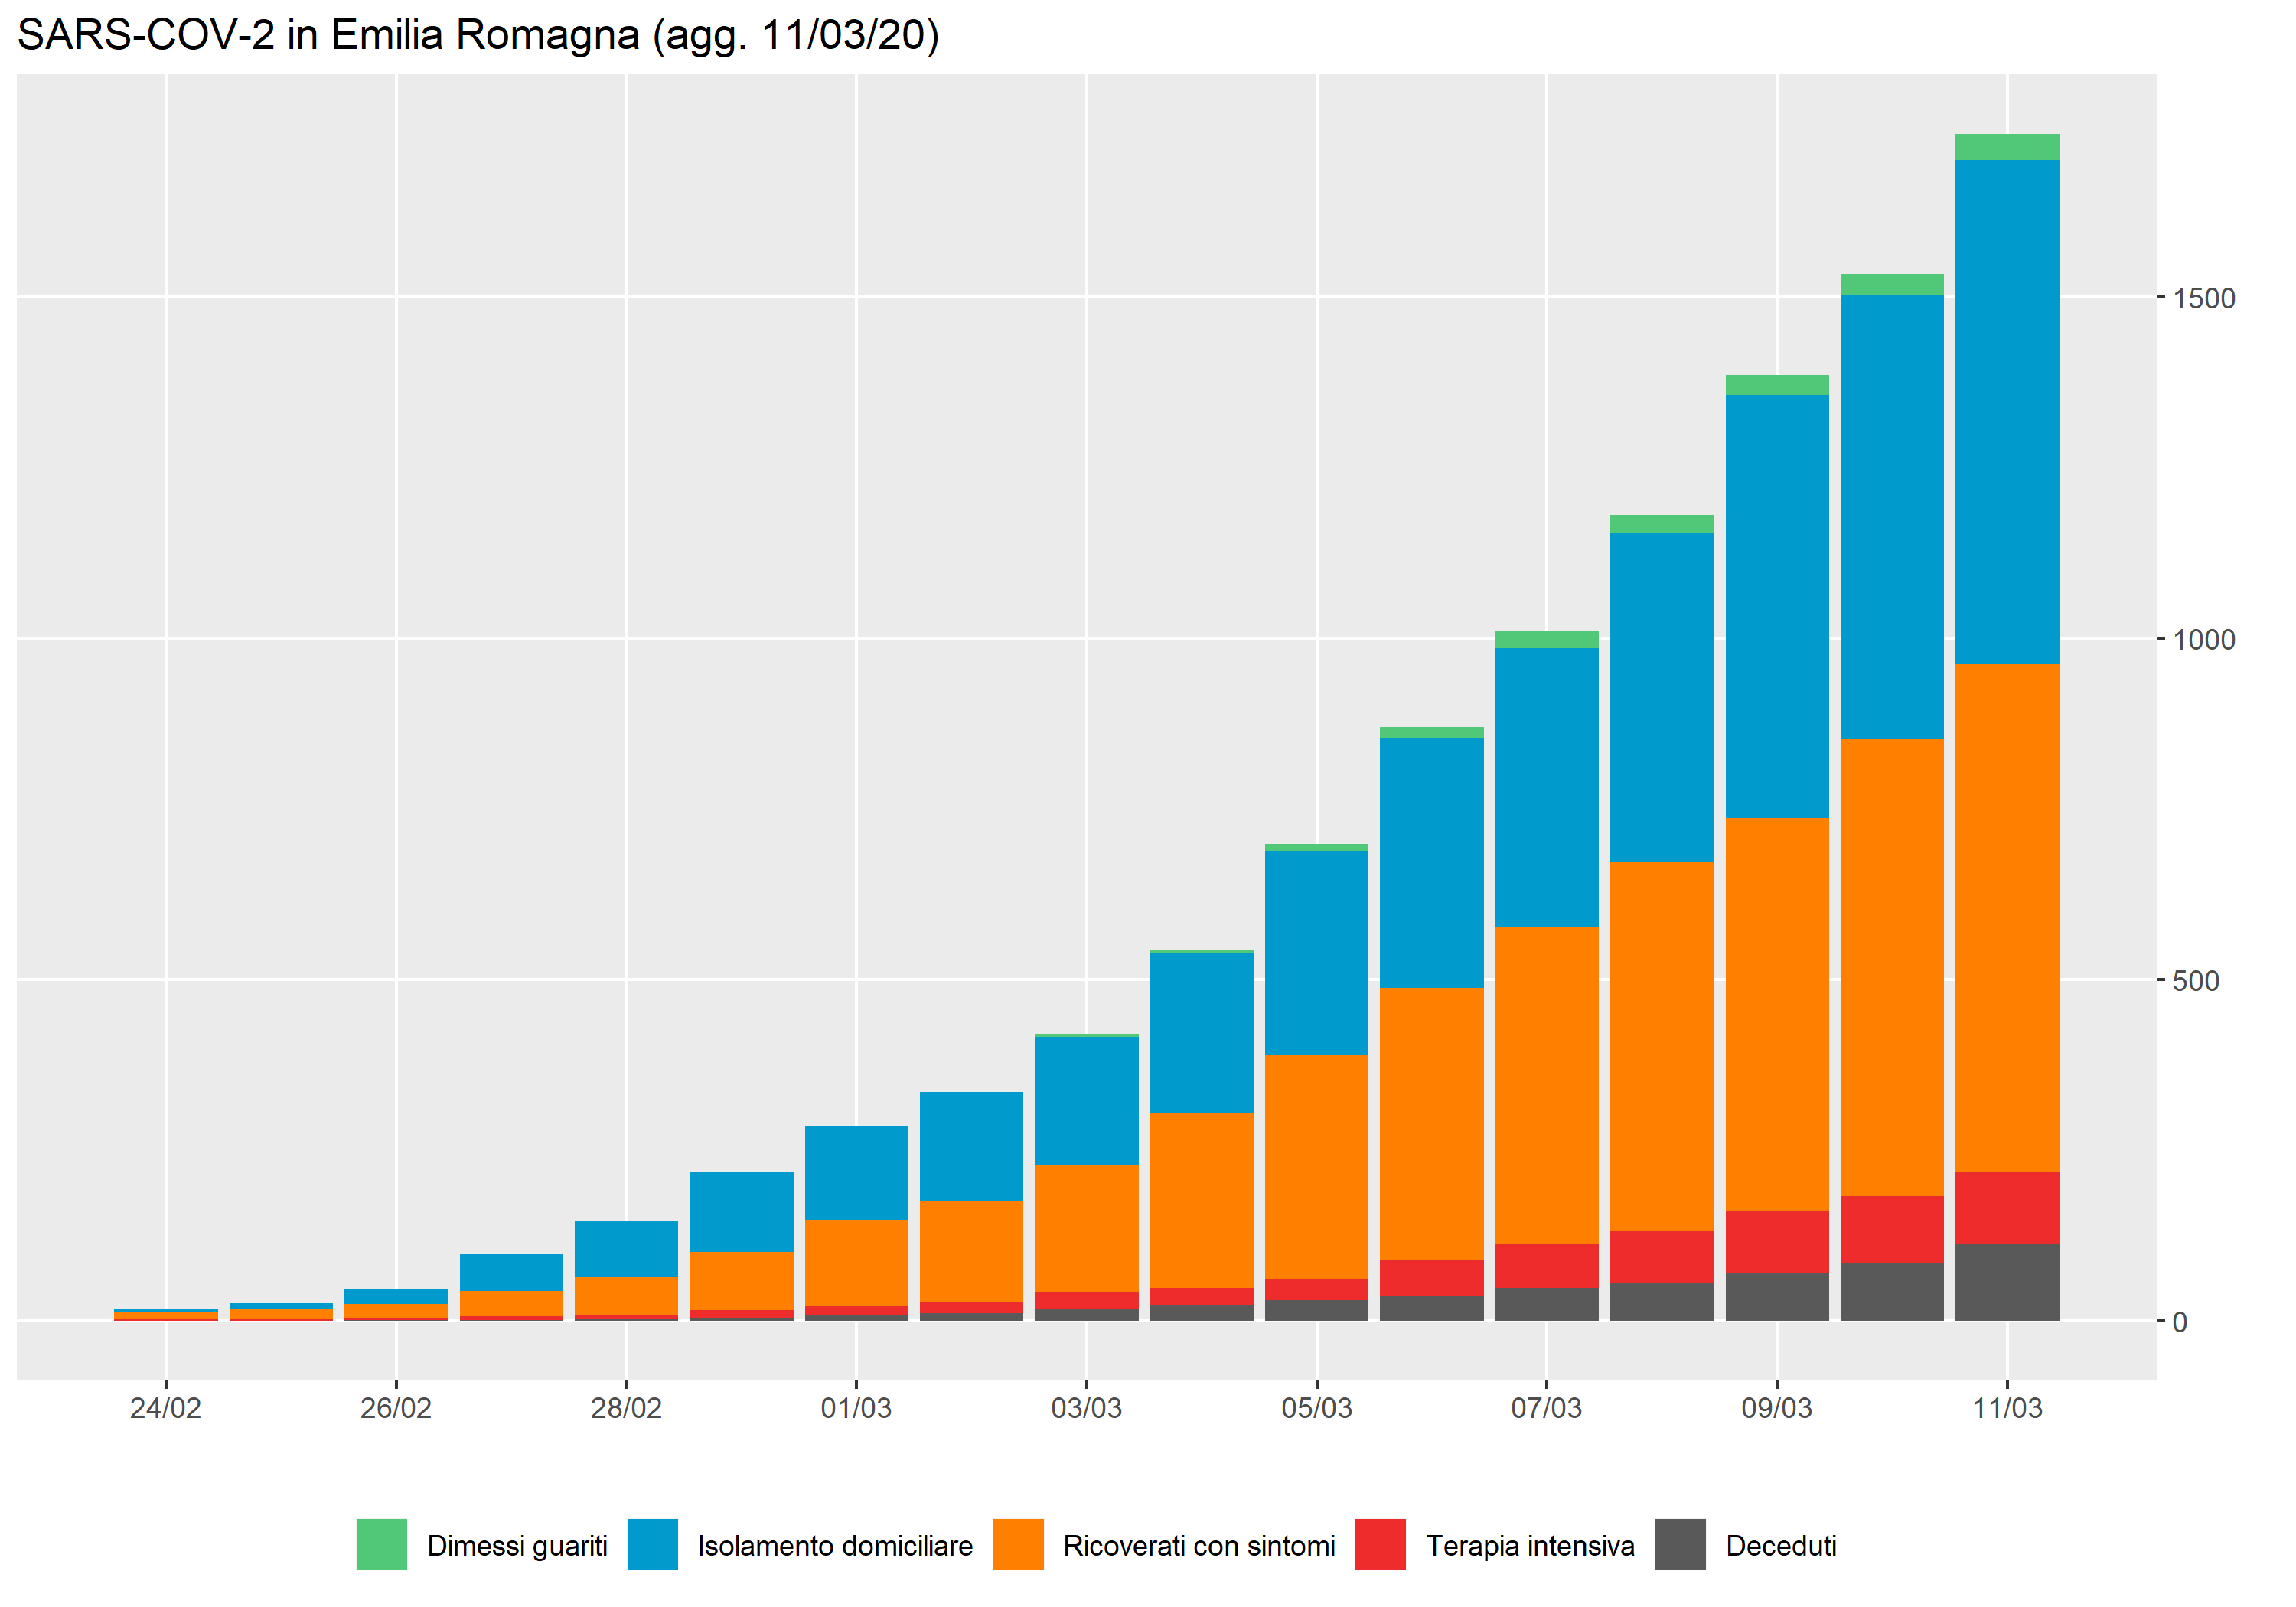 SARS-COV-2 in Emilia Romagna (agg. 11/03/20)
1500
1000
500
0
24/02 26/02 28/02 01/03 03/03 05/03 07/03 09/03 11/03
Dimessi guariti Isolamento domiciliare Ricoverati con sintomi Terapia intensiva Deceduti